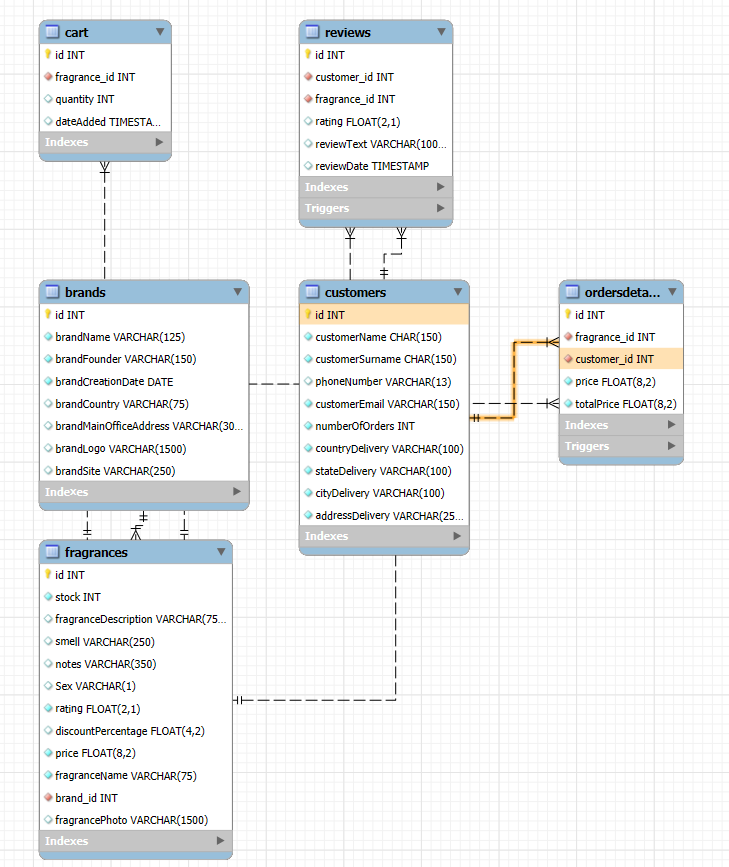 cart
id INT
fragrance_id INT
quantity INT
dateAdded TIMESTA...
Indexes
reviews
id INT
customer_id INT
fragrance_id INT
rating FLOAT(2,1)
reviewText VARCHAR(100...
reviewDate TIMESTAMP
Indexes
Triggers
brands
id INT
brandName VARCHAR(125)
brandFounder VARCHAR(150)
brandCreationDate DATE
brandCountry VARCHAR(75)
brandMainOfficeAddress VARCHAR(30...
brandLogo VARCHAR(1500)
brandSite VARCHAR(250)
Indexes
customers
id INT
customerName CHAR(150)
customerSurname CHAR(150)
phoneNumber VARCHAR(13)
customerEmail VARCHAR(150)
numberOfOrders INT
countryDelivery VARCHAR(100)
stateDelivery VARCHAR(100)
cityDelivery VARCHAR(100)
addressDelivery VARCHAR(25...
Indexes
ordersdeta...
id INT
fragrance_id INT
customer_id INT
price FLOAT(8,2)
totalPrice FLOAT(8,2)
Indexes
Triggers
fragrances
id INT
stock INT
fragranceDescription VARCHAR(75...
smell VARCHAR(250)
notes VARCHAR(350)
Sex VARCHAR(1)
rating FLOAT(2,1)
discountPercentage FLOAT(4,2)
price FLOAT(8,2)
fragranceName VARCHAR(75)
brand_id INT
fragrancePhoto VARCHAR(1500)
Indexes